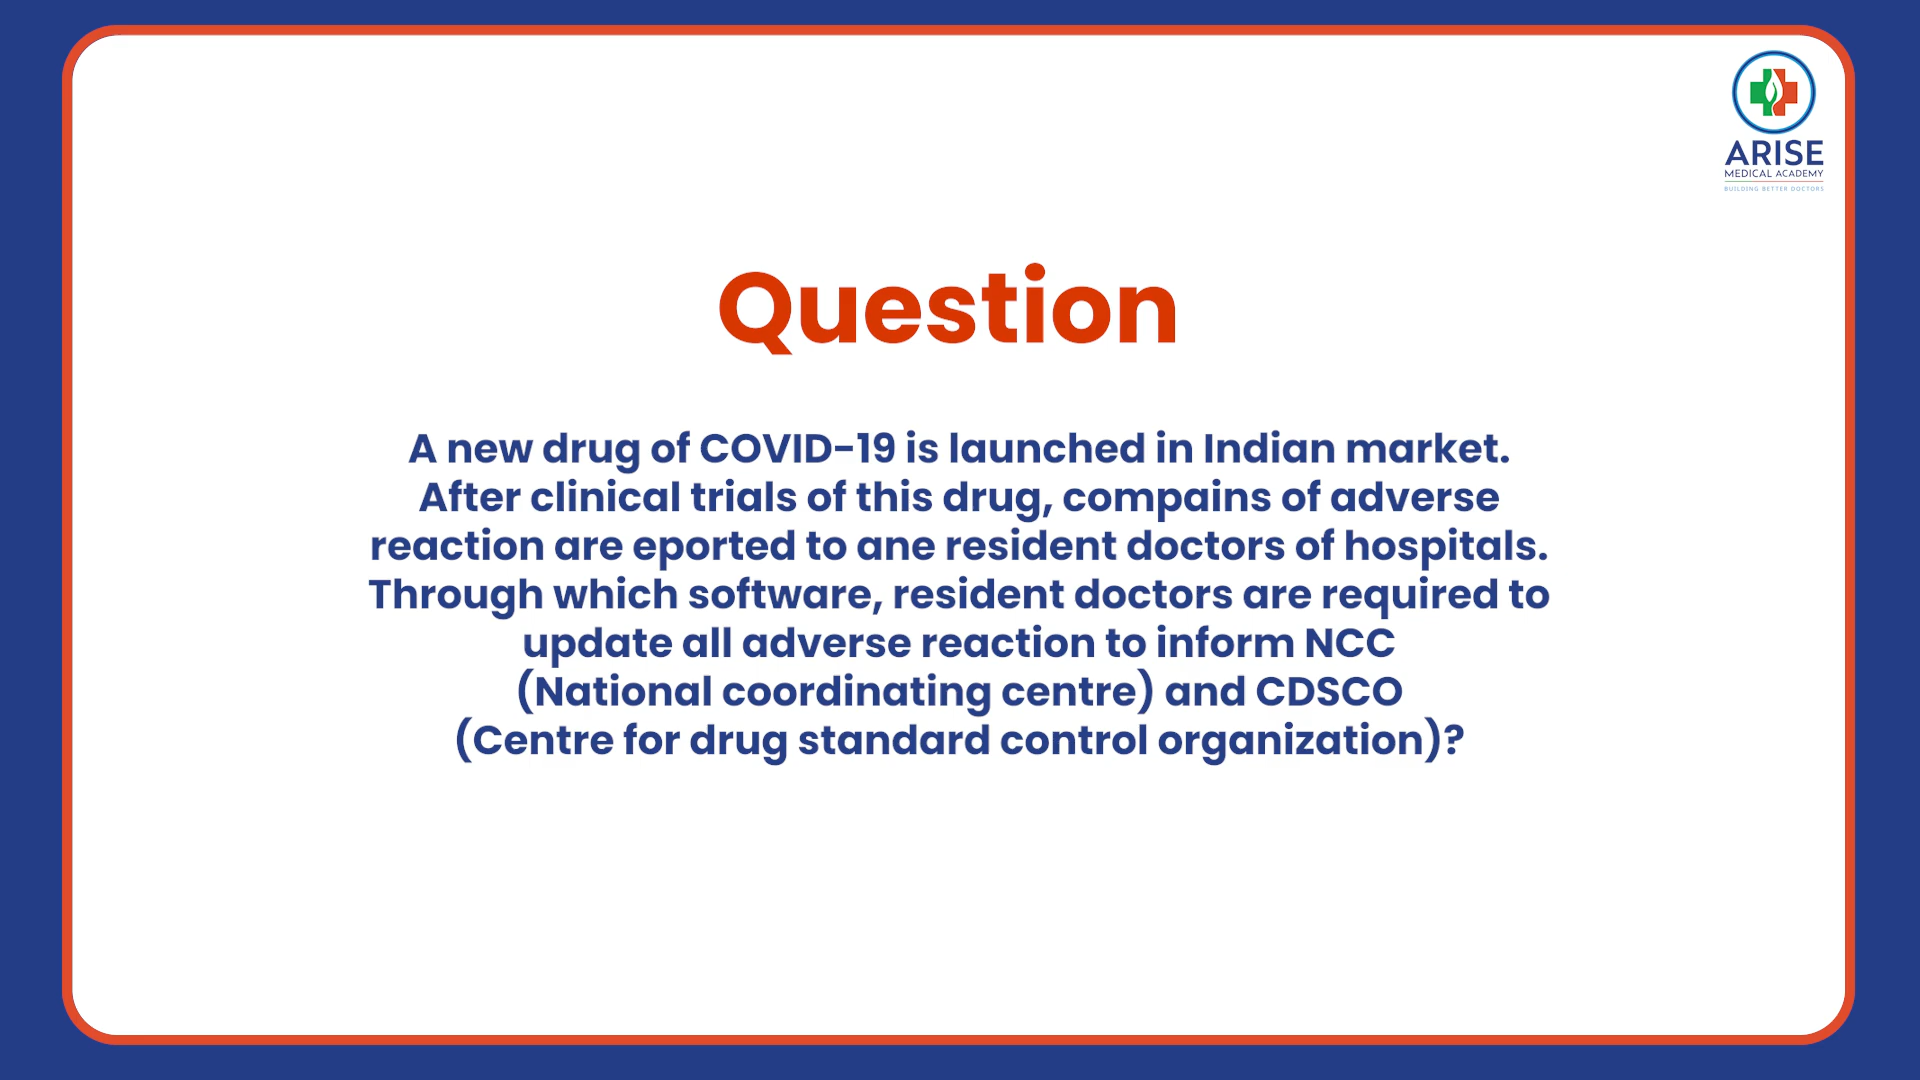 ARISE
MEDICAL ACADEMY
BUILDING BETTER DOCTORS
Question
A new drug of COVID-19 is launched in Indian market.
After clinical trials of this drug, compains of adverse
reaction are eported to ane resident doctors of hospitals.
Through which software, resident doctors are required to
update all adverse reaction to inform NCC
(National coordinating centre) and CDSCO
(Centre for drug standard control organization)?